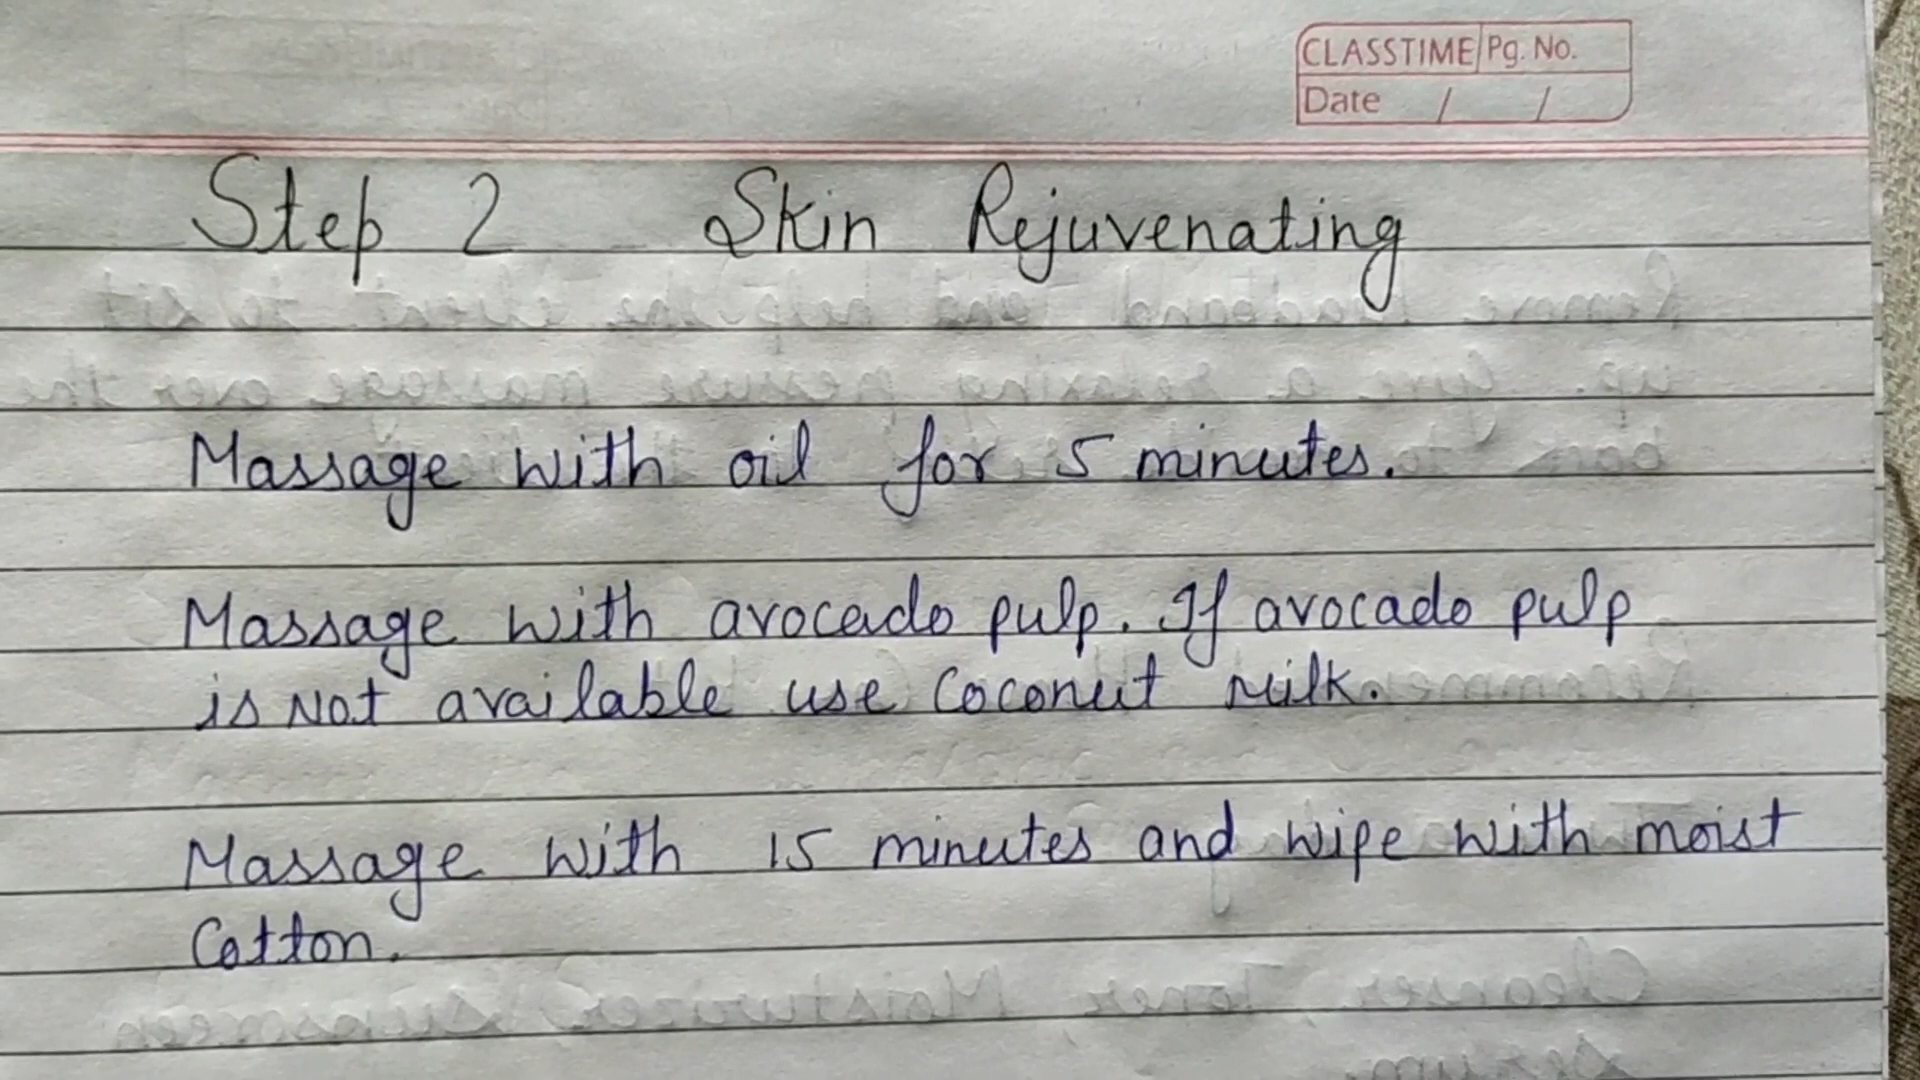 CLASSTIME Pg. No.
Date / /
Step 2 Skin Rejuvenating
Massage with oil for 5 minutes.
Massage with avocado pulp. If avocado pulp
is Not available use Coconut Milk.
Massage with 15 minutes and wipe with moist
Cotton.